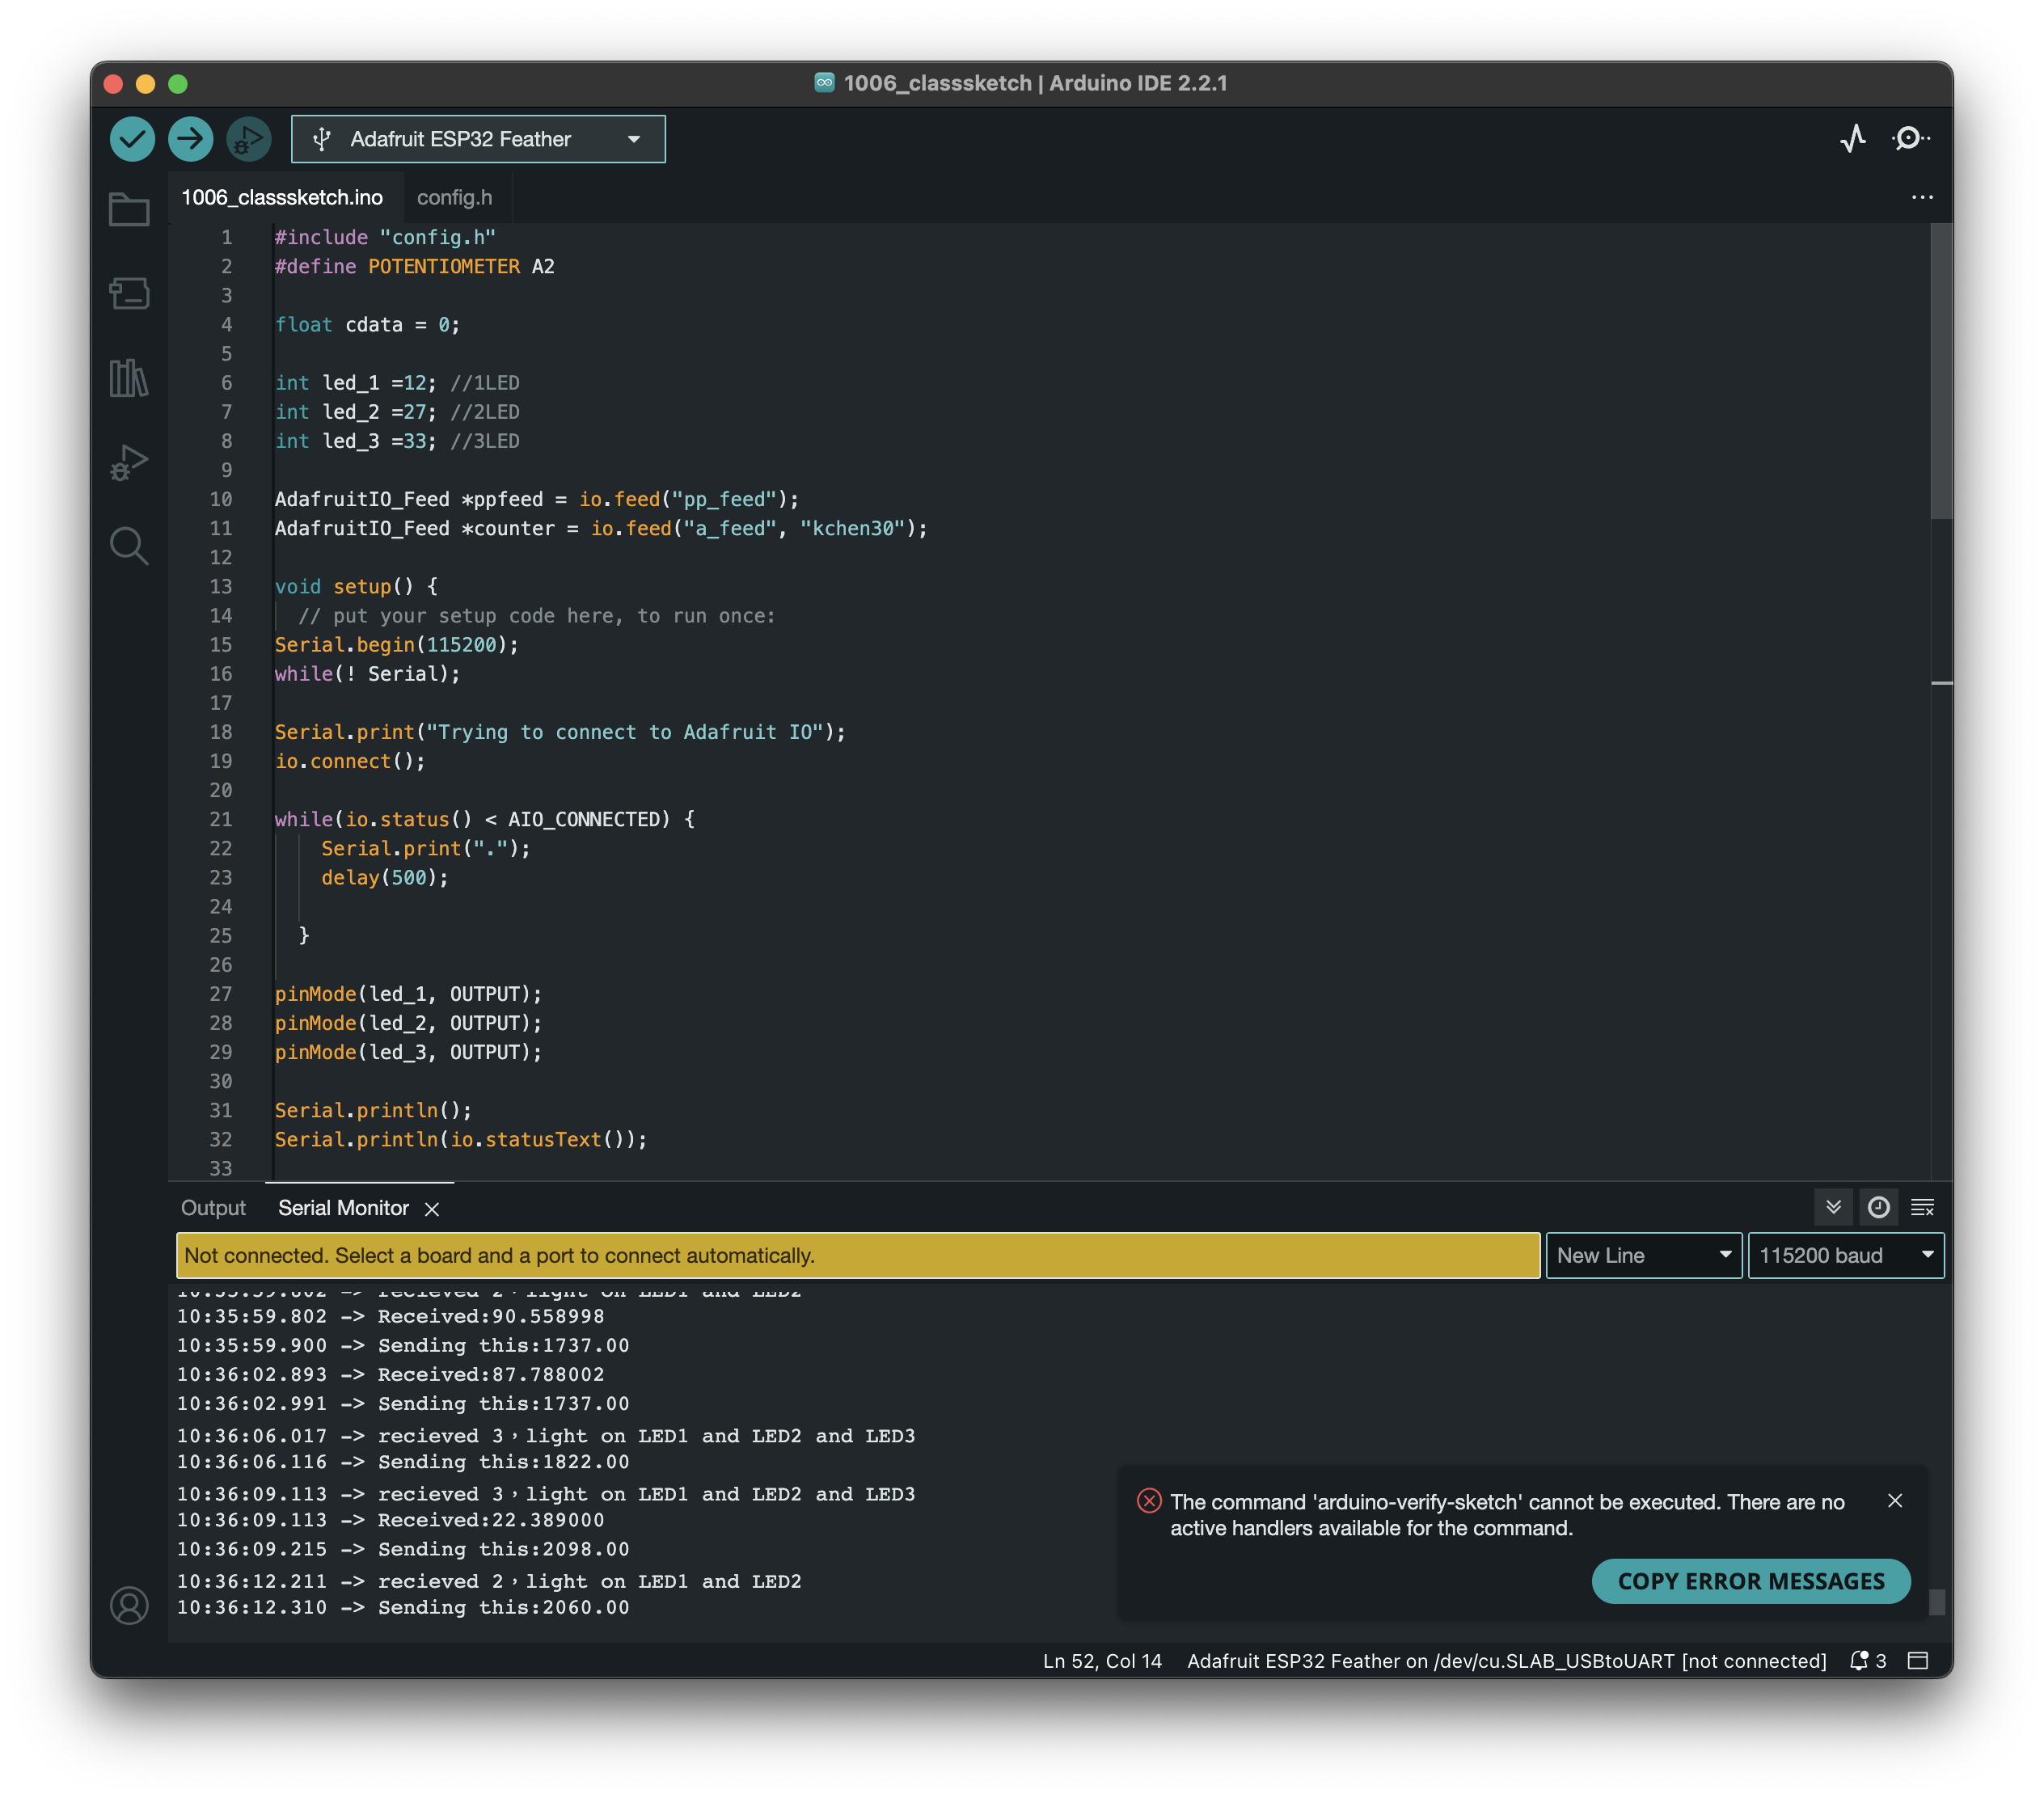 1006_classsketch | Arduino IDE 2.2.1
Adafruit ESP32 Feather
1006_classsketch.ino config.h
1 #include "config.h"
2 #define POTENTIOMETER A2
3
4 float cdata = 0;
5
6 int led_1 =12; //1LED
7 int led_2 =27; //2LED
8 int led_3 =33; //3LED
9
10 AdafruitIO_Feed *ppfeed = io.feed("pp_feed");
11 AdafruitIO_Feed *counter = io.feed("a_feed", "kchen30");
12
13 void setup() {
14 // put your setup code here, to run once:
15 Serial.begin(115200);
16 while(! Serial);
17
18 Serial.print("Trying to connect to Adafruit IO");
19 io.connect();
20
21 while(io.status() < AIO_CONNECTED) {
22 Serial.print(".");
23 delay(500);
24
25 }
26
27 pinMode(led_1, OUTPUT);
28 pinMode(led_2, OUTPUT);
29 pinMode(led_3, OUTPUT);
30
31 Serial.println();
32 Serial.println(io.statusText());
33
Output Serial Monitor
Not connected. Select a board and a port to connect automatically. New Line 115200 baud
10:35:59.802 -> recieved 2，light on LED1 and LED2
10:35:59.802 -> Received:90.558998
10:35:59.900 -> Sending this:1737.00
10:36:02.893 -> Received:87.788002
10:36:02.991 -> Sending this:1737.00
10:36:06.017 -> recieved 3，light on LED1 and LED2 and LED3
10:36:06.116 -> Sending this:1822.00
10:36:09.113 -> recieved 3，light on LED1 and LED2 and LED3
10:36:09.113 -> Received:22.389000
10:36:09.215 -> Sending this:2098.00
10:36:12.211 -> recieved 2，light on LED1 and LED2
10:36:12.310 -> Sending this:2060.00
The command 'arduino-verify-sketch' cannot be executed. There are no
active handlers available for the command.
COPY ERROR MESSAGES
Ln 52, Col 14 Adafruit ESP32 Feather on /dev/cu.SLAB_USBtoUART [not connected] 3